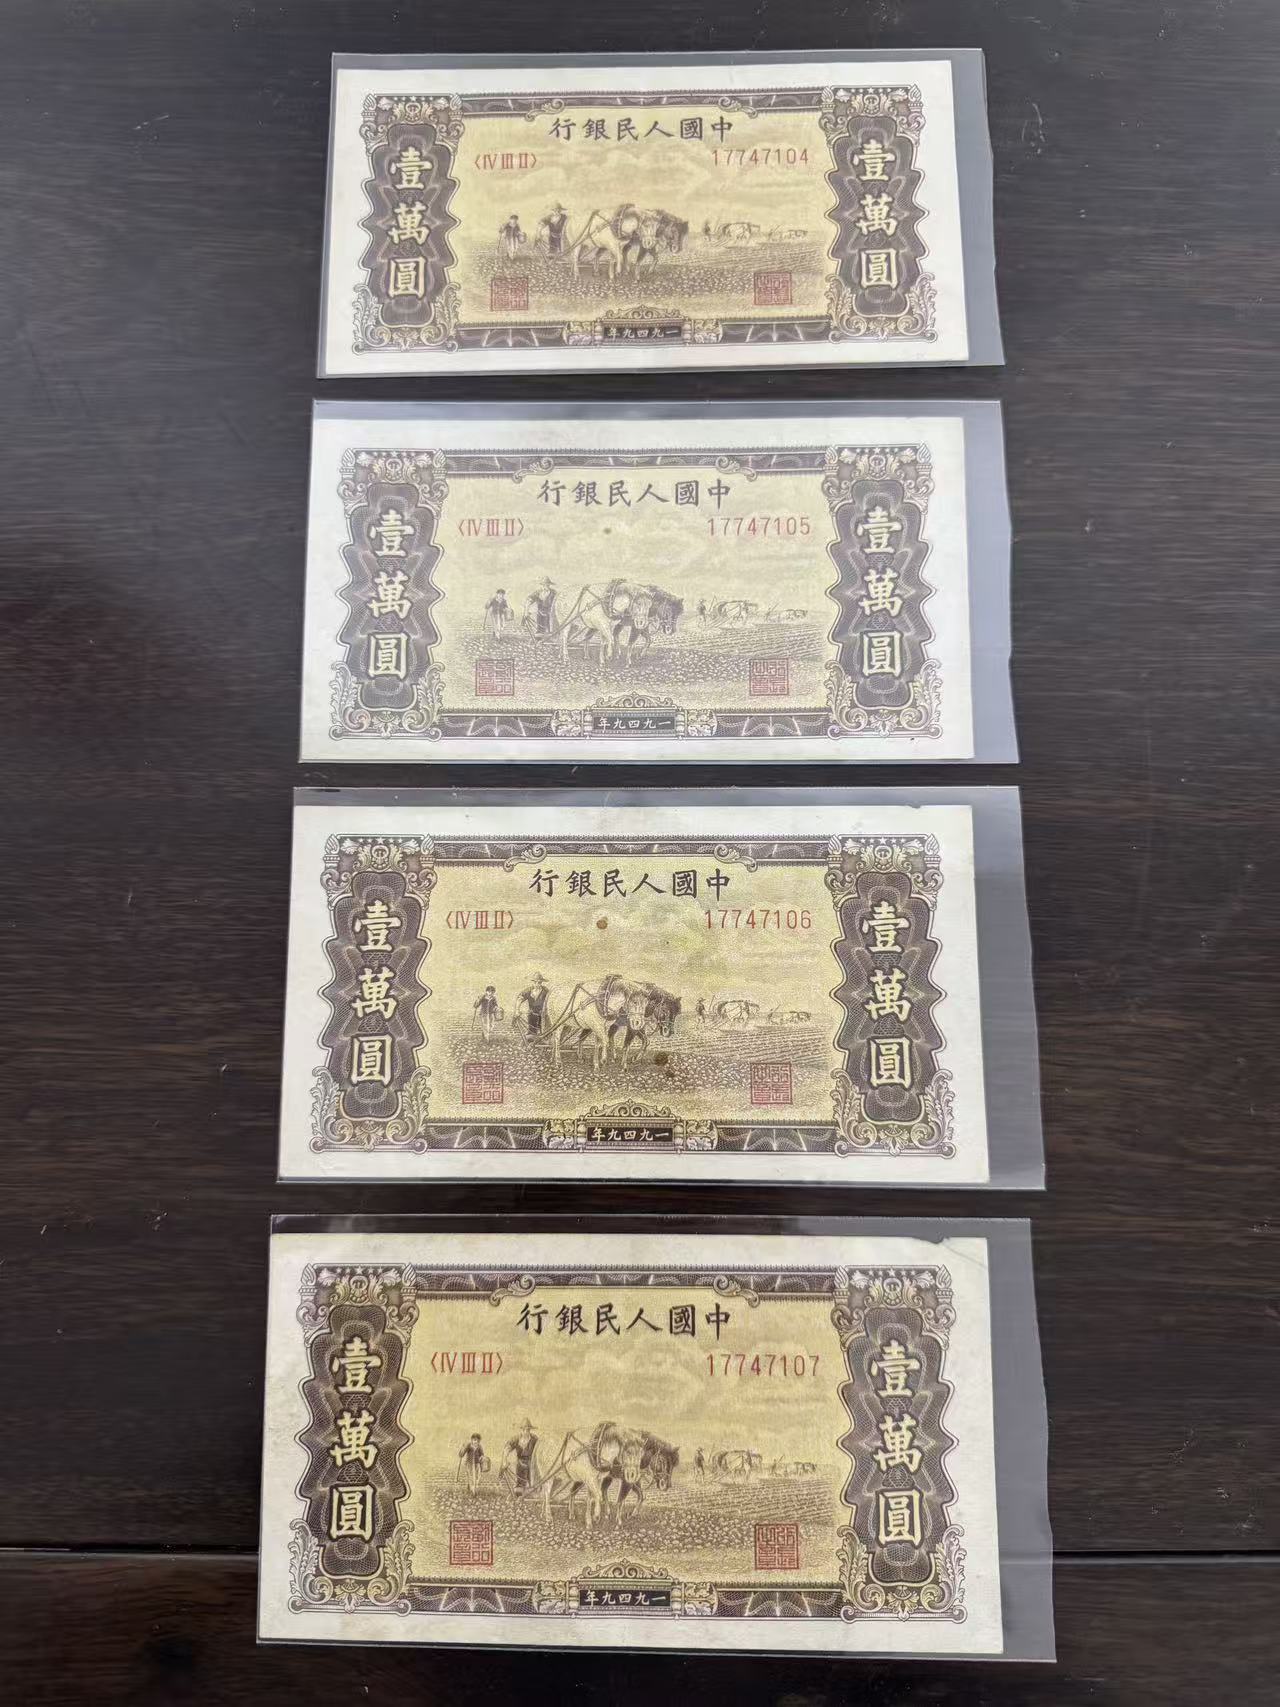 中國人民銀行
〈IV III II〉 17747104
壹萬圓
壹萬圓
一九四九年
中國人民銀行
〈IV III II〉 17747105
壹萬圓
壹萬圓
一九四九年
中國人民銀行
〈IV III II〉 17747106
壹萬圓
壹萬圓
一九四九年
中國人民銀行
〈IV III II〉 17747107
壹萬圓
壹萬圓
一九四九年